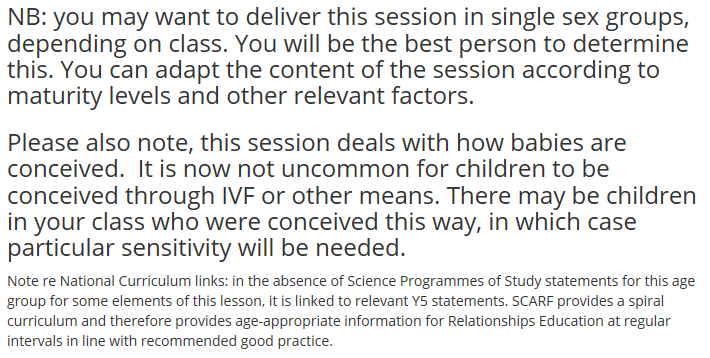 NB: you may want to deliver this session in single sex groups,
depending on class. You will be the best person to determine
this. You can adapt the content of the session according to
maturity levels and other relevant factors.
Please also note, this session deals with how babies are
conceived.  It is now not uncommon for children to be
conceived through IVF or other means. There may be children
in your class who were conceived this way, in which case
particular sensitivity will be needed.
Note re National Curriculum links: in the absence of Science Programmes of Study statements for this age
group for some elements of this lesson, it is linked to relevant Y5 statements. SCARF provides a spiral
curriculum and therefore provides age-appropriate information for Relationships Education at regular
intervals in line with recommended good practice.